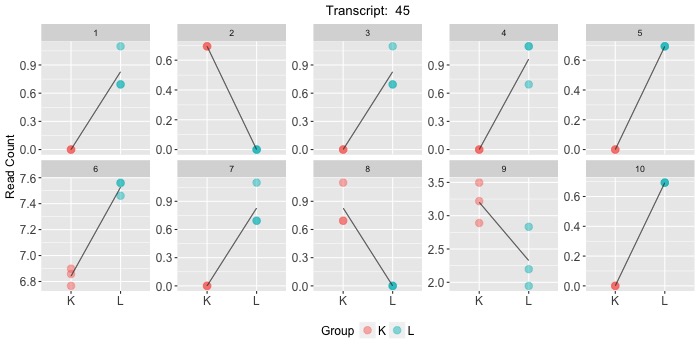 Transcript: 45
1 2 3 4 5
0.9 0.6 0.3 0.0
0.6 0.4 0.2 0.0
0.9 0.6 0.3 0.0
0.9 0.6 0.3 0.0
0.6 0.4 0.2 0.0
Read Count
6 7 8 9 10
7.6 7.4 7.2 7.0 6.8
0.9 0.6 0.3 0.0
0.9 0.6 0.3 0.0
3.5 3.0 2.5 2.0
0.6 0.4 0.2 0.0
K L K L K L K L K L
Group K L